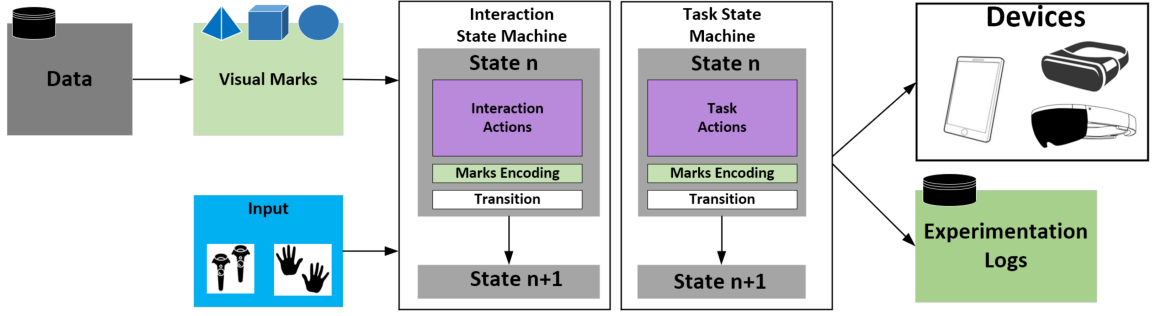 Data
Visual Marks
Input
Interaction
State Machine
State n
Interaction
Actions
Marks Encoding
Transition
State n+1
Task State
Machine
State n
Task
Actions
Marks Encoding
Transition
State n+1
Devices
Experimentation
Logs